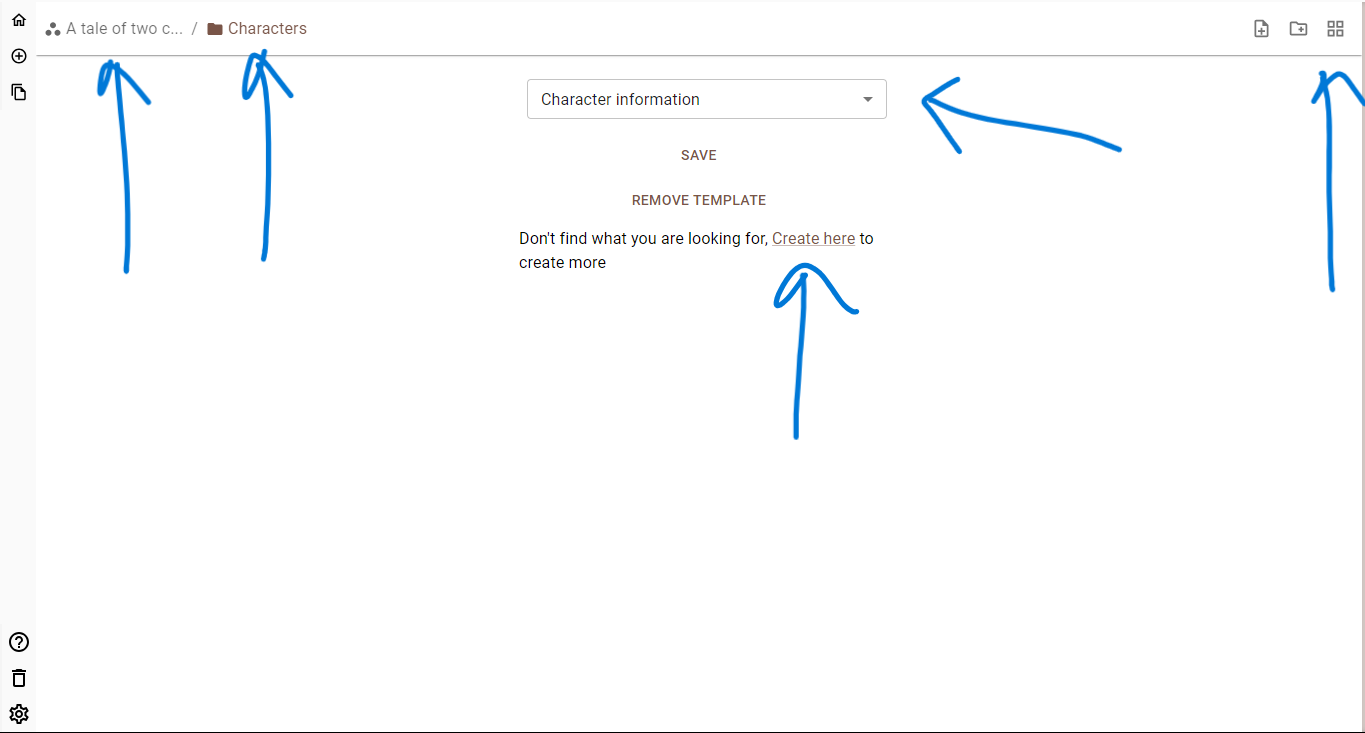 A tale of two c... / Characters
Character information
SAVE
REMOVE TEMPLATE
Don't find what you are looking for, Create here to
create more